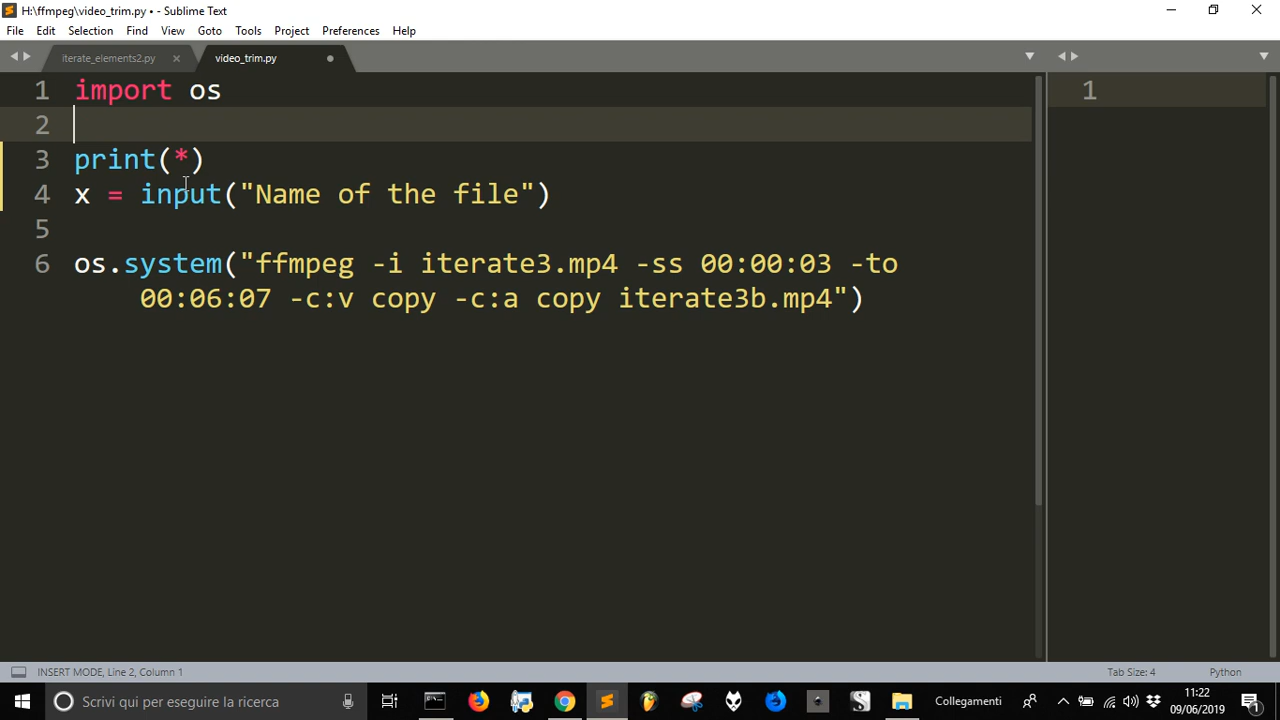 H:\ffmpeg\video_trim.py • - Sublime Text
File Edit Selection Find View Goto Tools Project Preferences Help
iterate_elements2.py × video_trim.py
1 import os 1
2
3 print(*)
4 x = input("Name of the file")
5
6 os.system("ffmpeg -i iterate3.mp4 -ss 00:00:03 -to
00:06:07 -c:v copy -c:a copy iterate3b.mp4")
INSERT MODE, Line 2, Column 1 Tab Size: 4 Python
Scrivi qui per eseguire la ricerca Collegamenti 11:22
09/06/2019 1